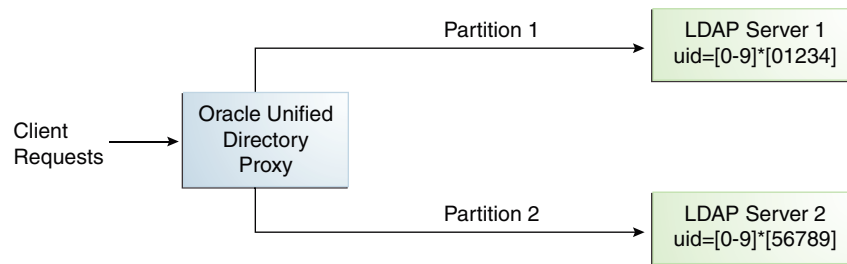 Partition 1
LDAP Server 1
uid=[0-9]*[01234]
Client
Requests
Oracle Unified
Directory
Proxy
Partition 2
LDAP Server 2
uid=[0-9]*[56789]